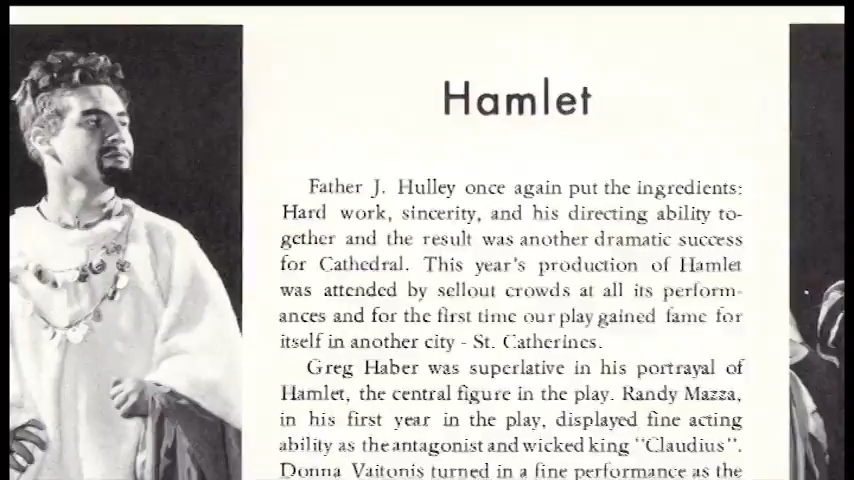 Hamlet
Father J. Hulley once again put the ingredients:
Hard work, sincerity, and his directing ability to-
gether and the result was another dramatic success
for Cathedral. This year's production of Hamlet
was attended by sellout crowds at all its perform-
ances and for the first time our play gained fame for
itself in another city - St. Catherines.
Greg Haber was superlative in his portrayal of
Hamlet, the central figure in the play. Randy Mazza,
in his first year in the play, displayed fine acting
ability as the antagonist and wicked king "Claudius".
Donna Vaitonis turned in a fine performance as the